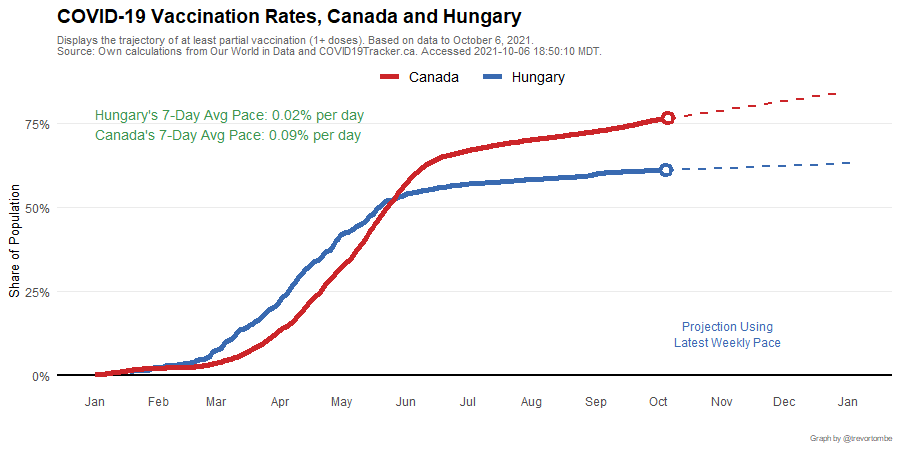 COVID-19 Vaccination Rates, Canada and Hungary
Displays the trajectory of at least partial vaccination (1+ doses). Based on data to October 6, 2021.
Source: Own calculations from Our World in Data and COVID19Tracker.ca. Accessed 2021-10-06 18:50:10 MDT.
Canada Hungary
Hungary's 7-Day Avg Pace: 0.02% per day
Canada's 7-Day Avg Pace: 0.09% per day
Share of Population
75%
50%
25%
0%
Projection Using
Latest Weekly Pace
Jan Feb Mar Apr May Jun Jul Aug Sep Oct Nov Dec Jan
Graph by @trevortombe